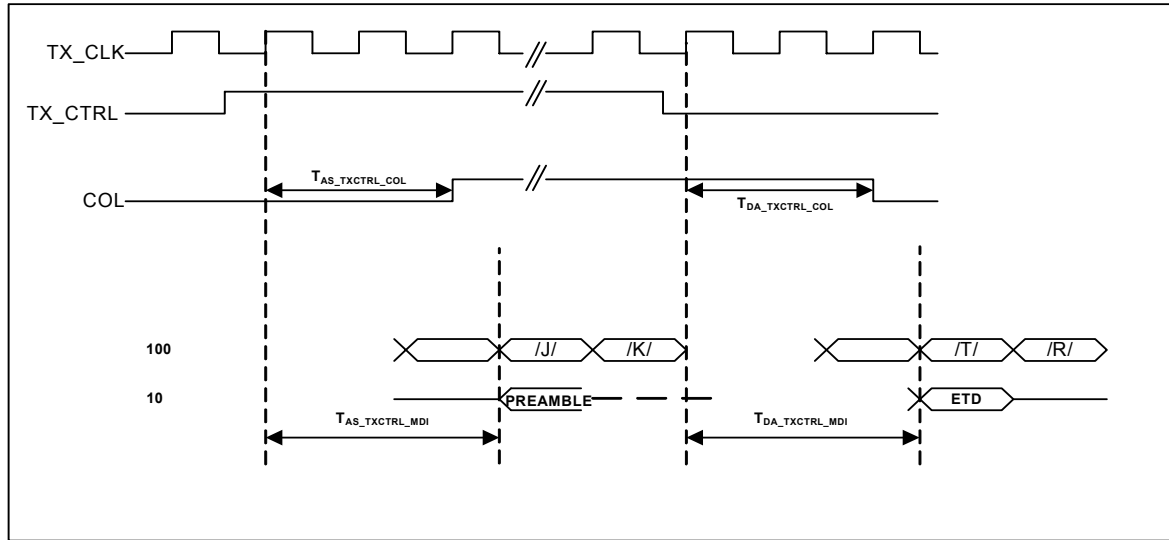 TX_CLK
TX_CTRL
TAS_TXCTRL_COL
COL
TDA_TXCTRL_COL
100
/J/
/K/
/T/
/R/
10
PREAMBLE
ETD
TAS_TXCTRL_MDI
TDA_TXCTRL_MDI